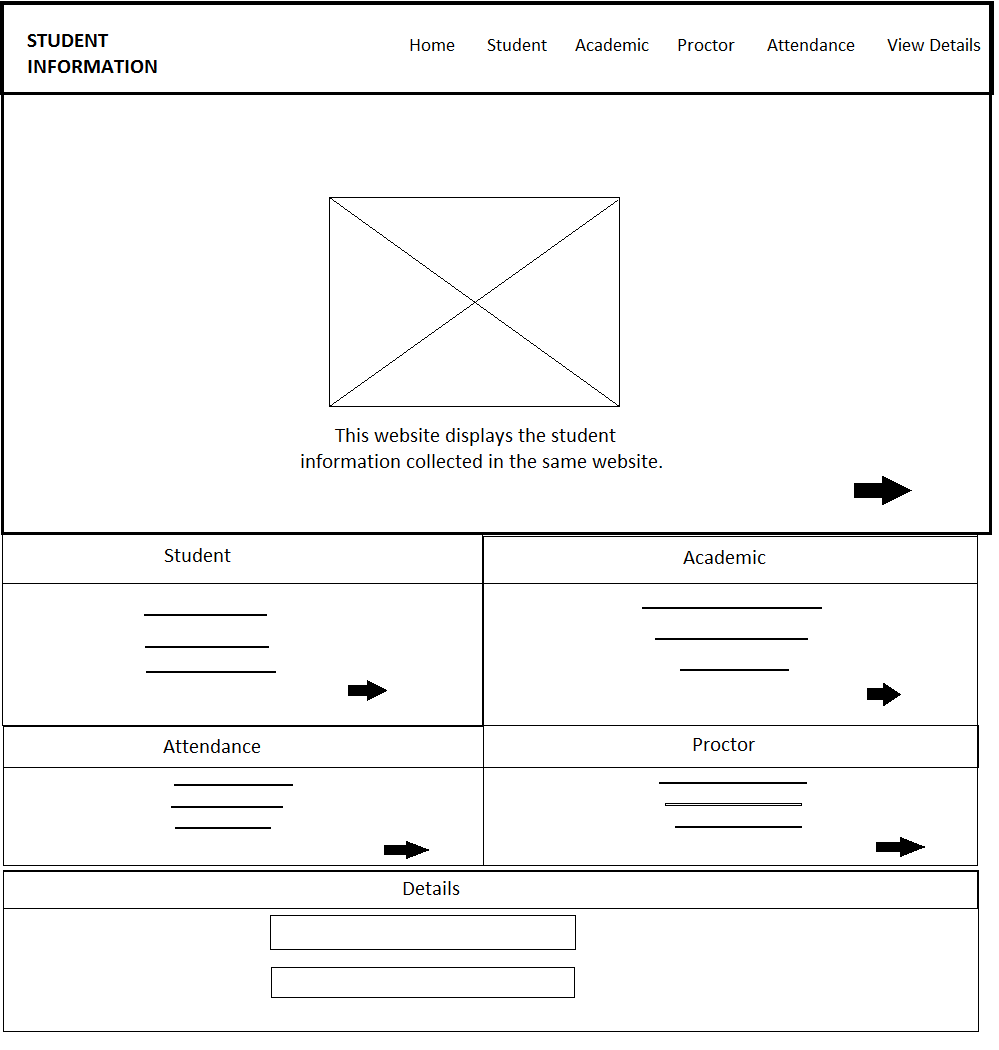 STUDENT
INFORMATION
Home Student Academic Proctor Attendance View Details
This website displays the student
information collected in the same website.
Student
Academic
Attendance
Proctor
Details